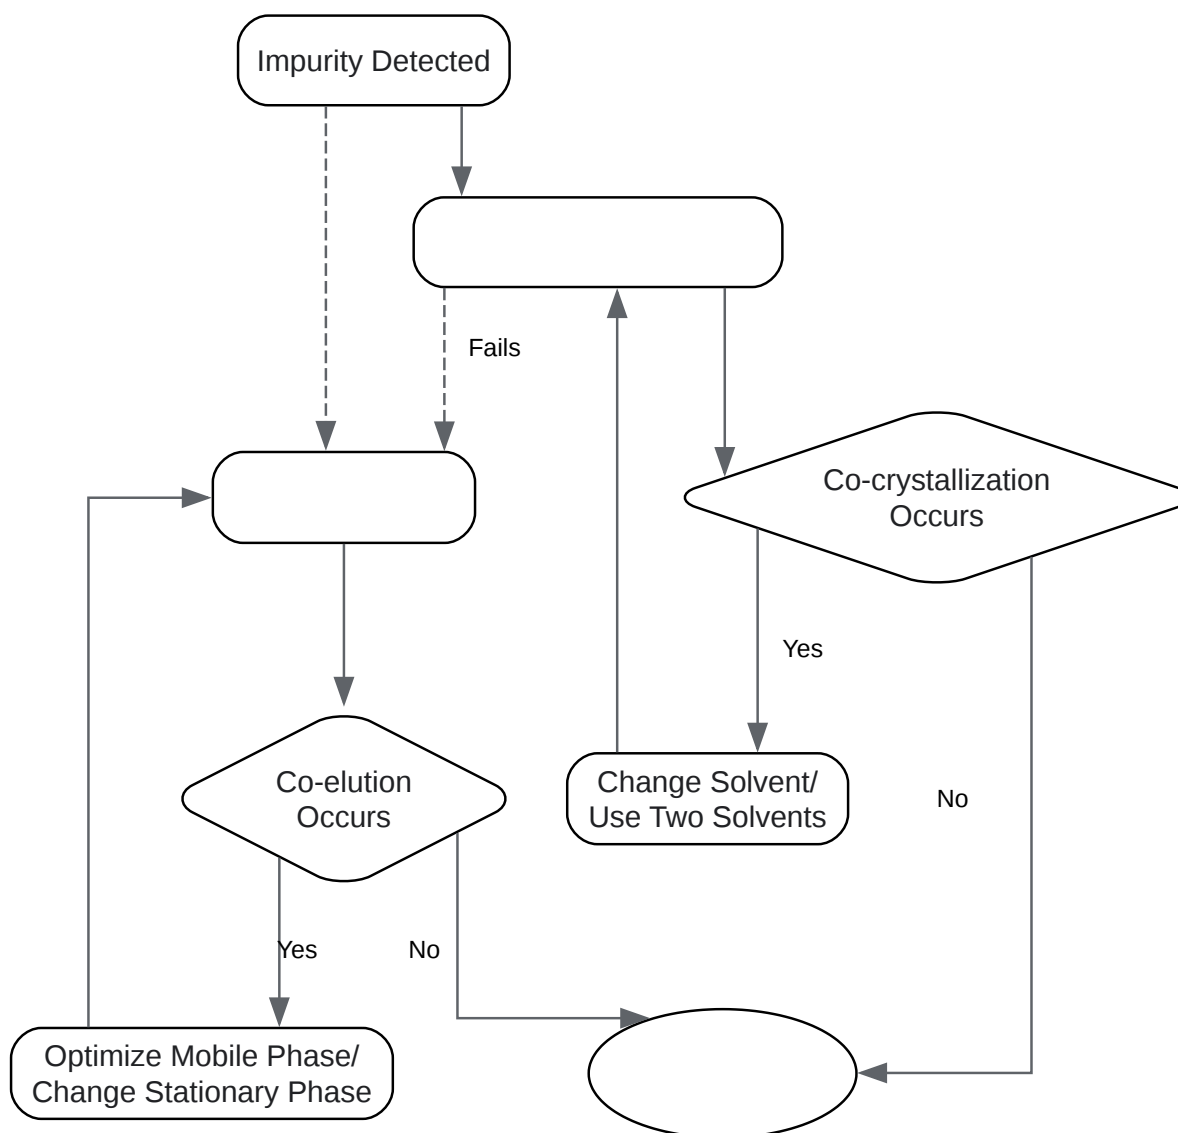 Impurity Detected
Fails
Co-crystallization
Occurs
Yes
Change Solvent/
Use Two Solvents
No
Co-elution
Occurs
Yes
No
Optimize Mobile Phase/
Change Stationary Phase